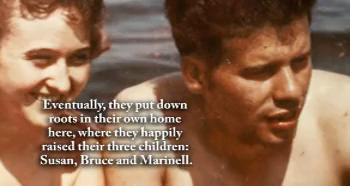 Eventually, they put down
roots in their own home
here, where they happily
raised their three children:
Susan, Bruce and Marinell.